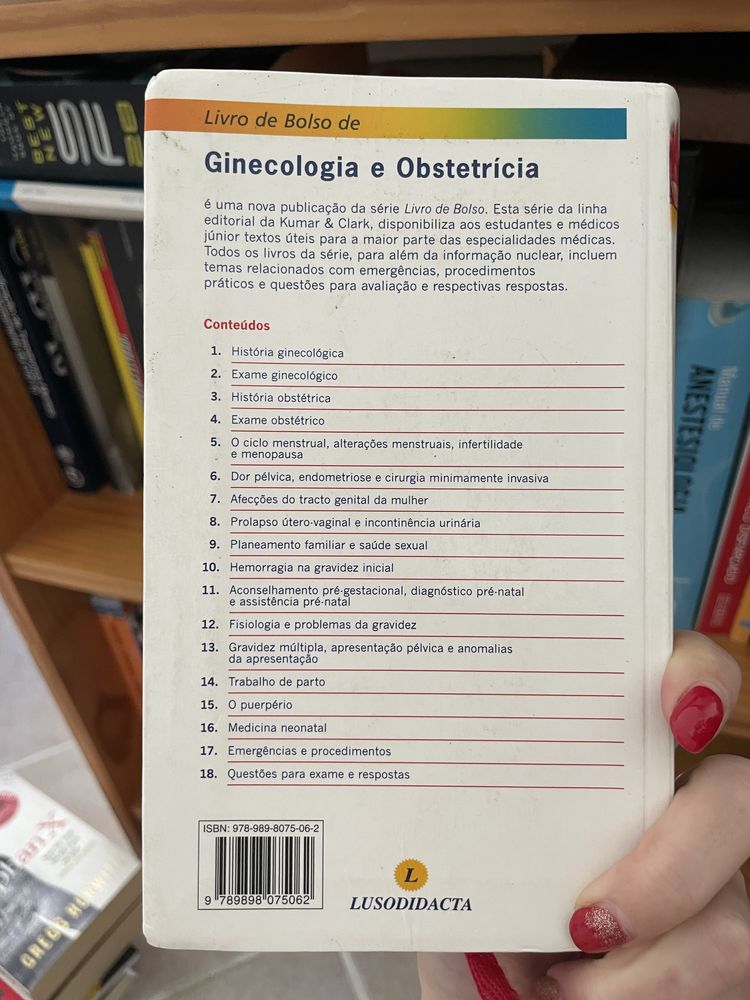 Livro de Bolso de
Ginecologia e Obstetrícia
é uma nova publicação da série Livro de Bolso. Esta série da linha
editorial da Kumar & Clark, disponibiliza aos estudantes e médicos
júnior textos úteis para a maior parte das especialidades médicas.
Todos os livros da série, para além da informação nuclear, incluem
temas relacionados com emergências, procedimentos
práticos e questões para avaliação e respectivas respostas.
Conteúdos
1. História ginecológica
2. Exame ginecológico
3. História obstétrica
4. Exame obstétrico
5. O ciclo menstrual, alterações menstruais, infertilidade
e menopausa
6. Dor pélvica, endometriose e cirurgia minimamente invasiva
7. Afecções do tracto genital da mulher
8. Prolapso útero-vaginal e incontinência urinária
9. Planeamento familiar e saúde sexual
10. Hemorragia na gravidez inicial
11. Aconselhamento pré-gestacional, diagnóstico pré-natal
e assistência pré-natal
12. Fisiologia e problemas da gravidez
13. Gravidez múltipla, apresentação pélvica e anomalias
da apresentação
14. Trabalho de parto
15. O puerpério
16. Medicina neonatal
17. Emergências e procedimentos
18. Questões para exame e respostas
ISBN: 978-989-8075-06-2
9 789898 075062
L
LUSODIDACTA
BEST
NEW
SF
Manual de
ANESTESIOLOGIA